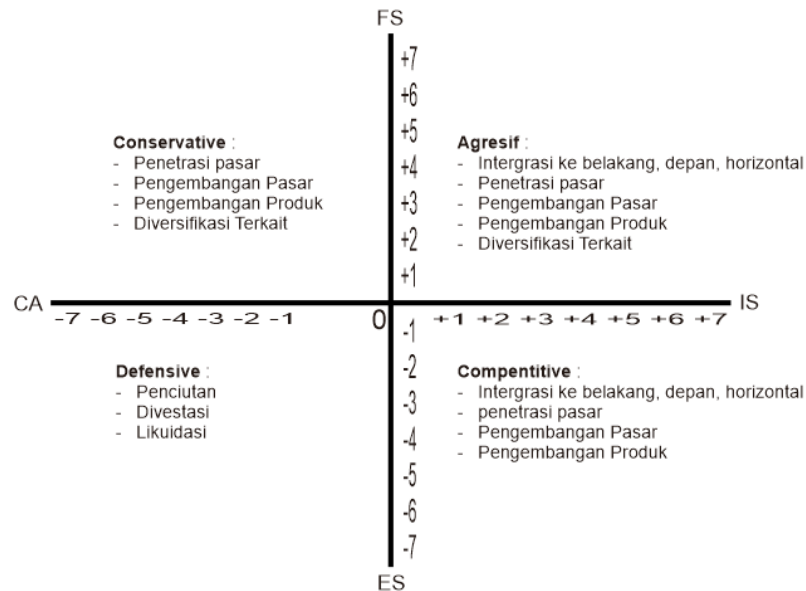 FS
+7
+6
+5
+4
+3
+2
+1
Conservative :
- Penetrasi pasar
- Pengembangan Pasar
- Pengembangan Produk
- Diversifikasi Terkait
Agresif :
- Intergrasi ke belakang, depan, horizontal
- Penetrasi pasar
- Pengembangan Pasar
- Pengembangan Produk
- Diversifikasi Terkait
CA
IS
-7 -6 -5 -4 -3 -2 -1 0 +1 +2 +3 +4 +5 +6 +7
-1
-2
-3
-4
-5
-6
-7
Defensive :
- Penciutan
- Divestasi
- Likuidasi
Compentitive :
- Intergrasi ke belakang, depan, horizontal
- penetrasi pasar
- Pengembangan Pasar
- Pengembangan Produk
ES